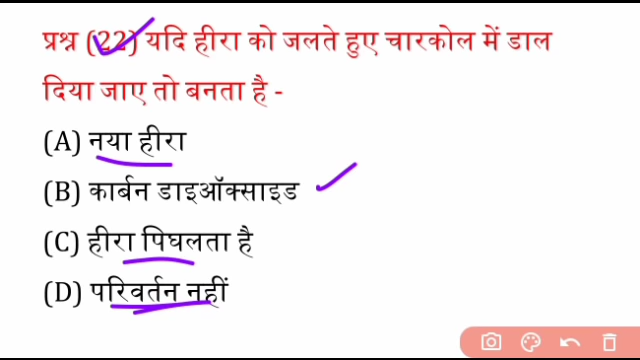 प्रश्न (22) यदि हीरा को जलते हुए चारकोल में डाल
दिया जाए तो बनता है -
(A) नया हीरा
(B) कार्बन डाइऑक्साइड
(C) हीरा पिघलता है
(D) परिवर्तन नहीं